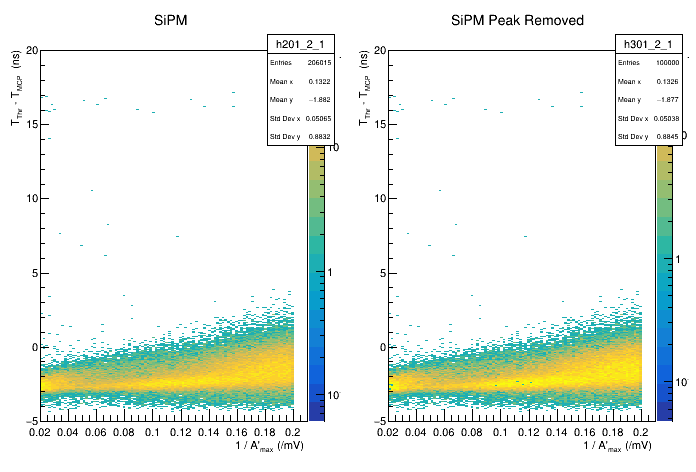 SiPM
h201_2_1
Entries 206015
Mean x 0.1322
Mean y −1.882
Std Dev x 0.05065
Std Dev y 0.8832
T_Thr - T_MCP (ns)
20
15
10
5
0
−5
0.02 0.04 0.06 0.08 0.1 0.12 0.14 0.16 0.18 0.2
1 / A'_max (/mV)
10
1
10
SiPM Peak Removed
h301_2_1
Entries 100000
Mean x 0.1326
Mean y −1.877
Std Dev x 0.05038
Std Dev y 0.8845
T_Thr - T_MCP (ns)
20
15
10
5
0
−5
0.02 0.04 0.06 0.08 0.1 0.12 0.14 0.16 0.18 0.2
1 / A'_max (/mV)
1
10